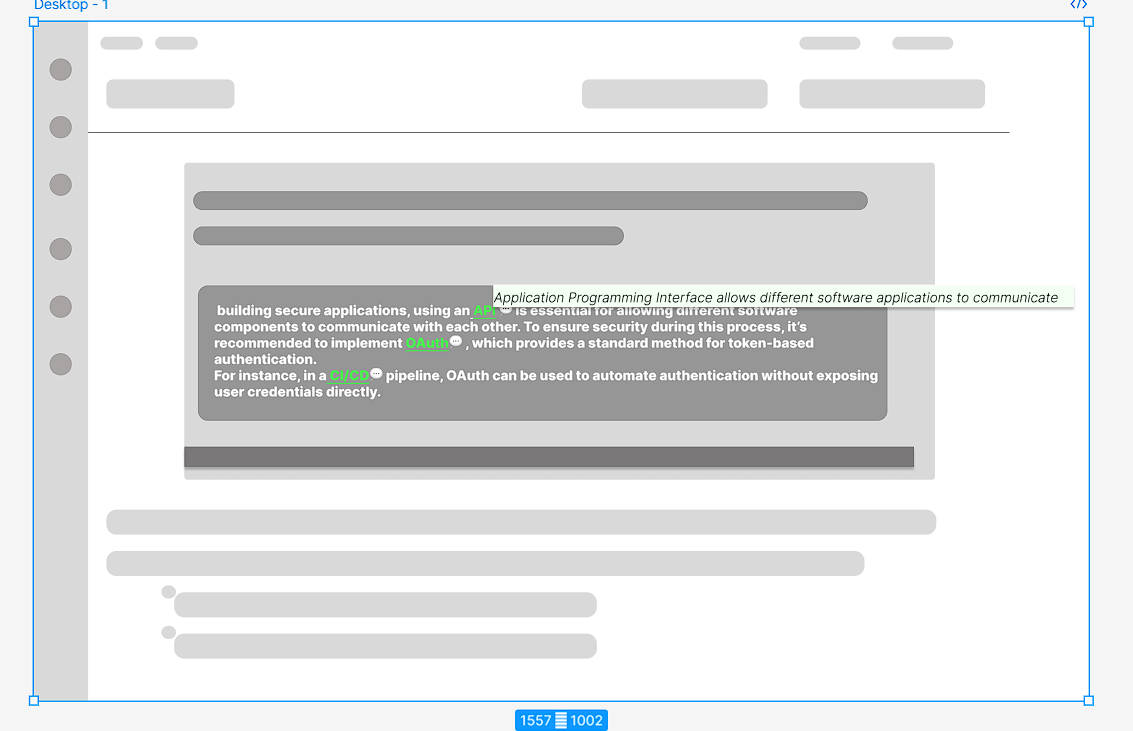 Desktop - 1
</>
Application Programming Interface allows different software applications to communicate
building secure applications, using an API is essential for allowing different software
components to communicate with each other. To ensure security during this process, it's
recommended to implement OAuth , which provides a standard method for token-based
authentication.
For instance, in a CI/CD pipeline, OAuth can be used to automate authentication without exposing
user credentials directly.
1557 1002